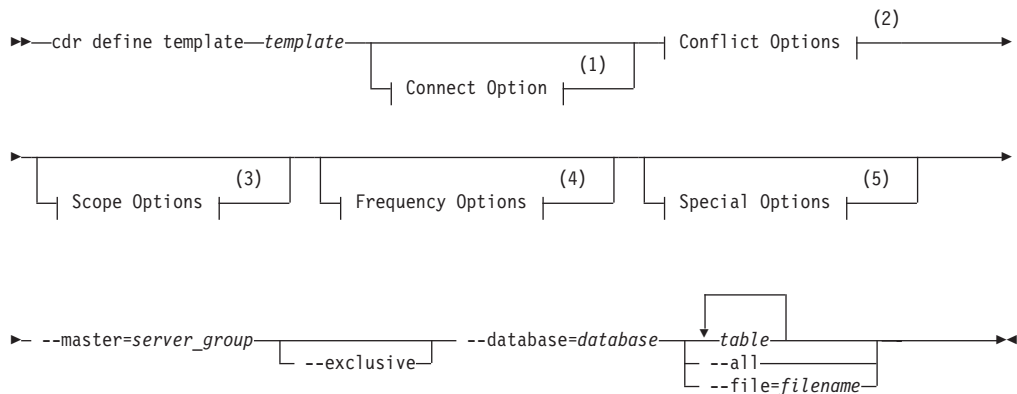 cdr define template template
(1)
Connect Option
(2)
Conflict Options
(3)
Scope Options
(4)
Frequency Options
(5)
Special Options
--master=server_group
--exclusive
--database=database
table
--all
--file=filename